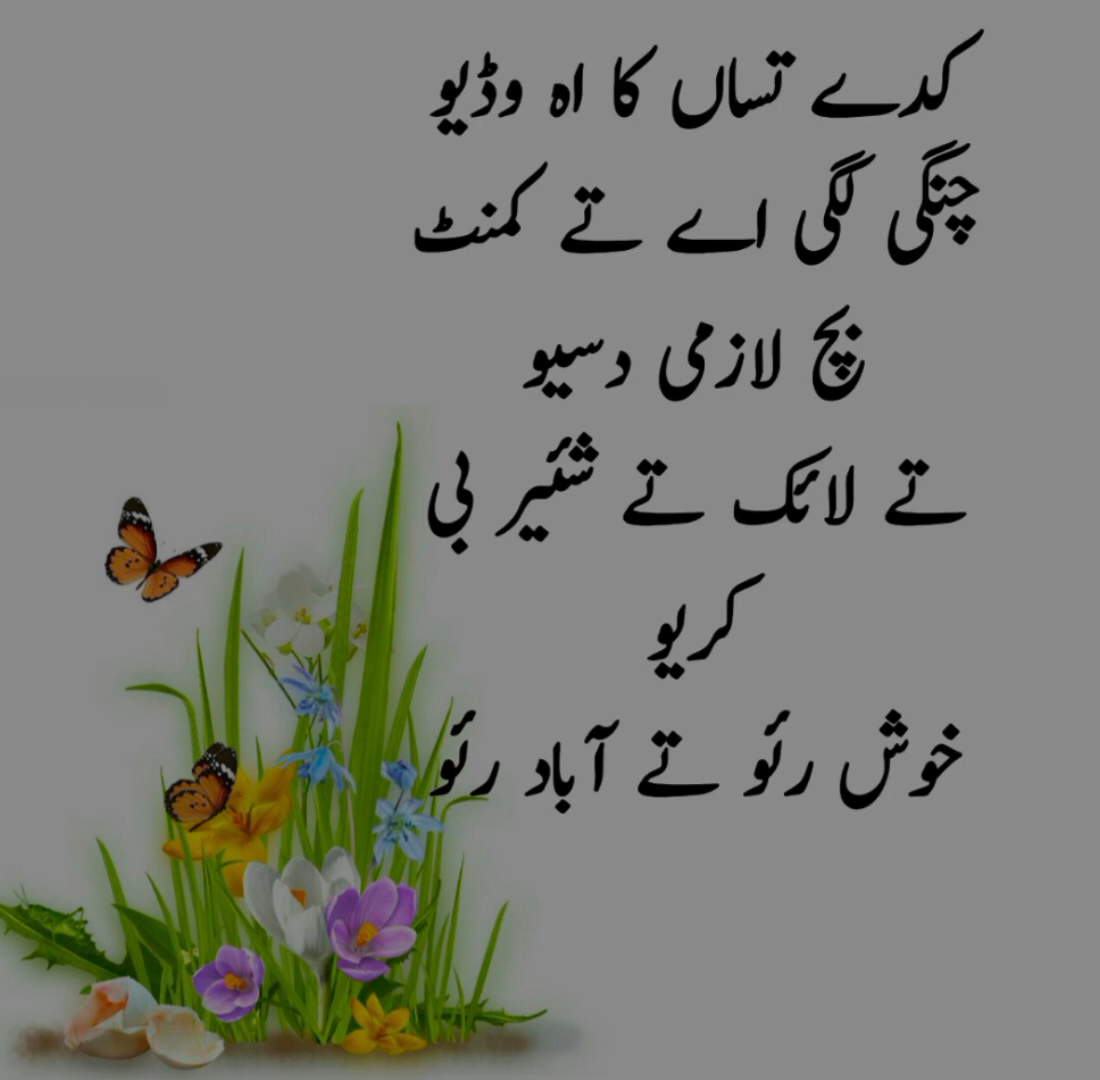 کدے تساں کا اہ وڈیو
چنگی لگی اے تے کمنٹ
بچ لازمی دسیو
تے لائک تے شئیر بی
کریو
خوش رئو تے آباد رئو